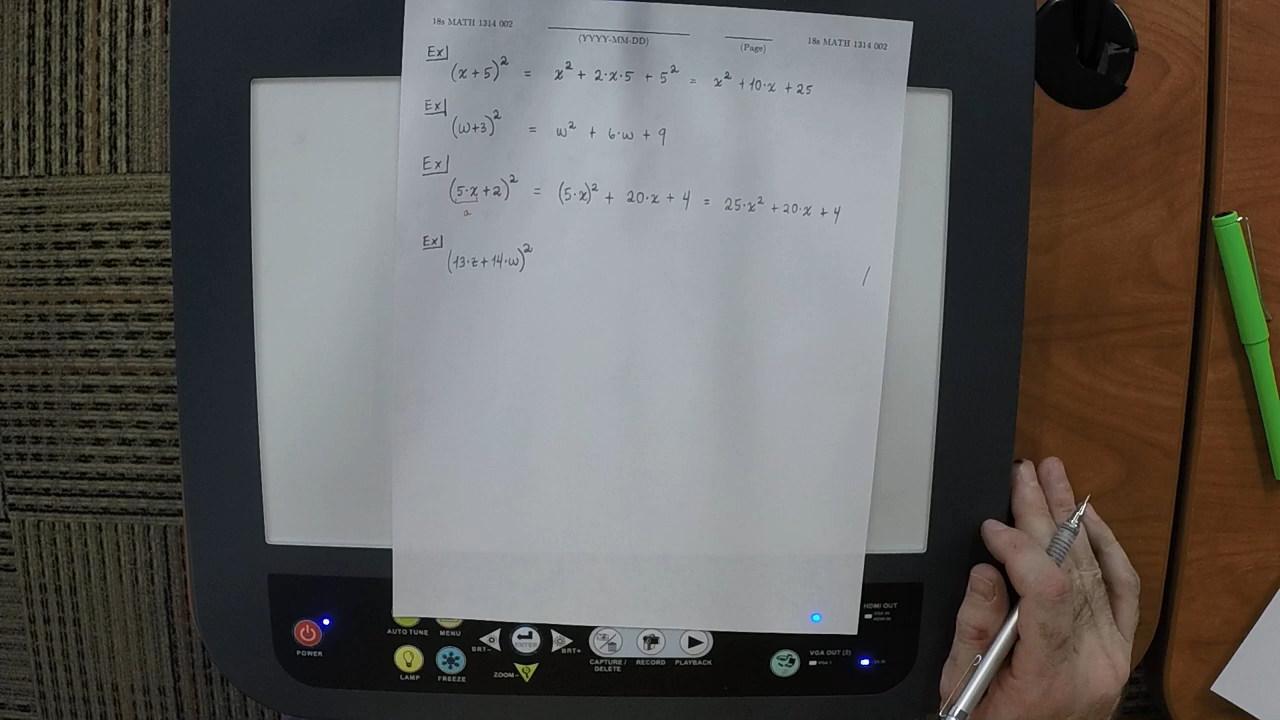 18s MATH 1314 002
(YYYY-MM-DD)
(Page)
18s MATH 1314 002
Ex
(x+5)² = x² + 2·x·5 + 5² = x² + 10·x + 25
Ex
(w+3)² = w² + 6·w + 9
Ex
(5·x+2)² = (5·x)² + 20·x + 4 = 25·x² + 20·x + 4
a
Ex
(13·z+14·w)²
POWER
AUTO TUNE
MENU
LAMP
FREEZE
BRT-
ENTER
BRT+
ZOOM-
CAPTURE / DELETE
RECORD
PLAYBACK
HDMI OUT
VGA OUT (2)